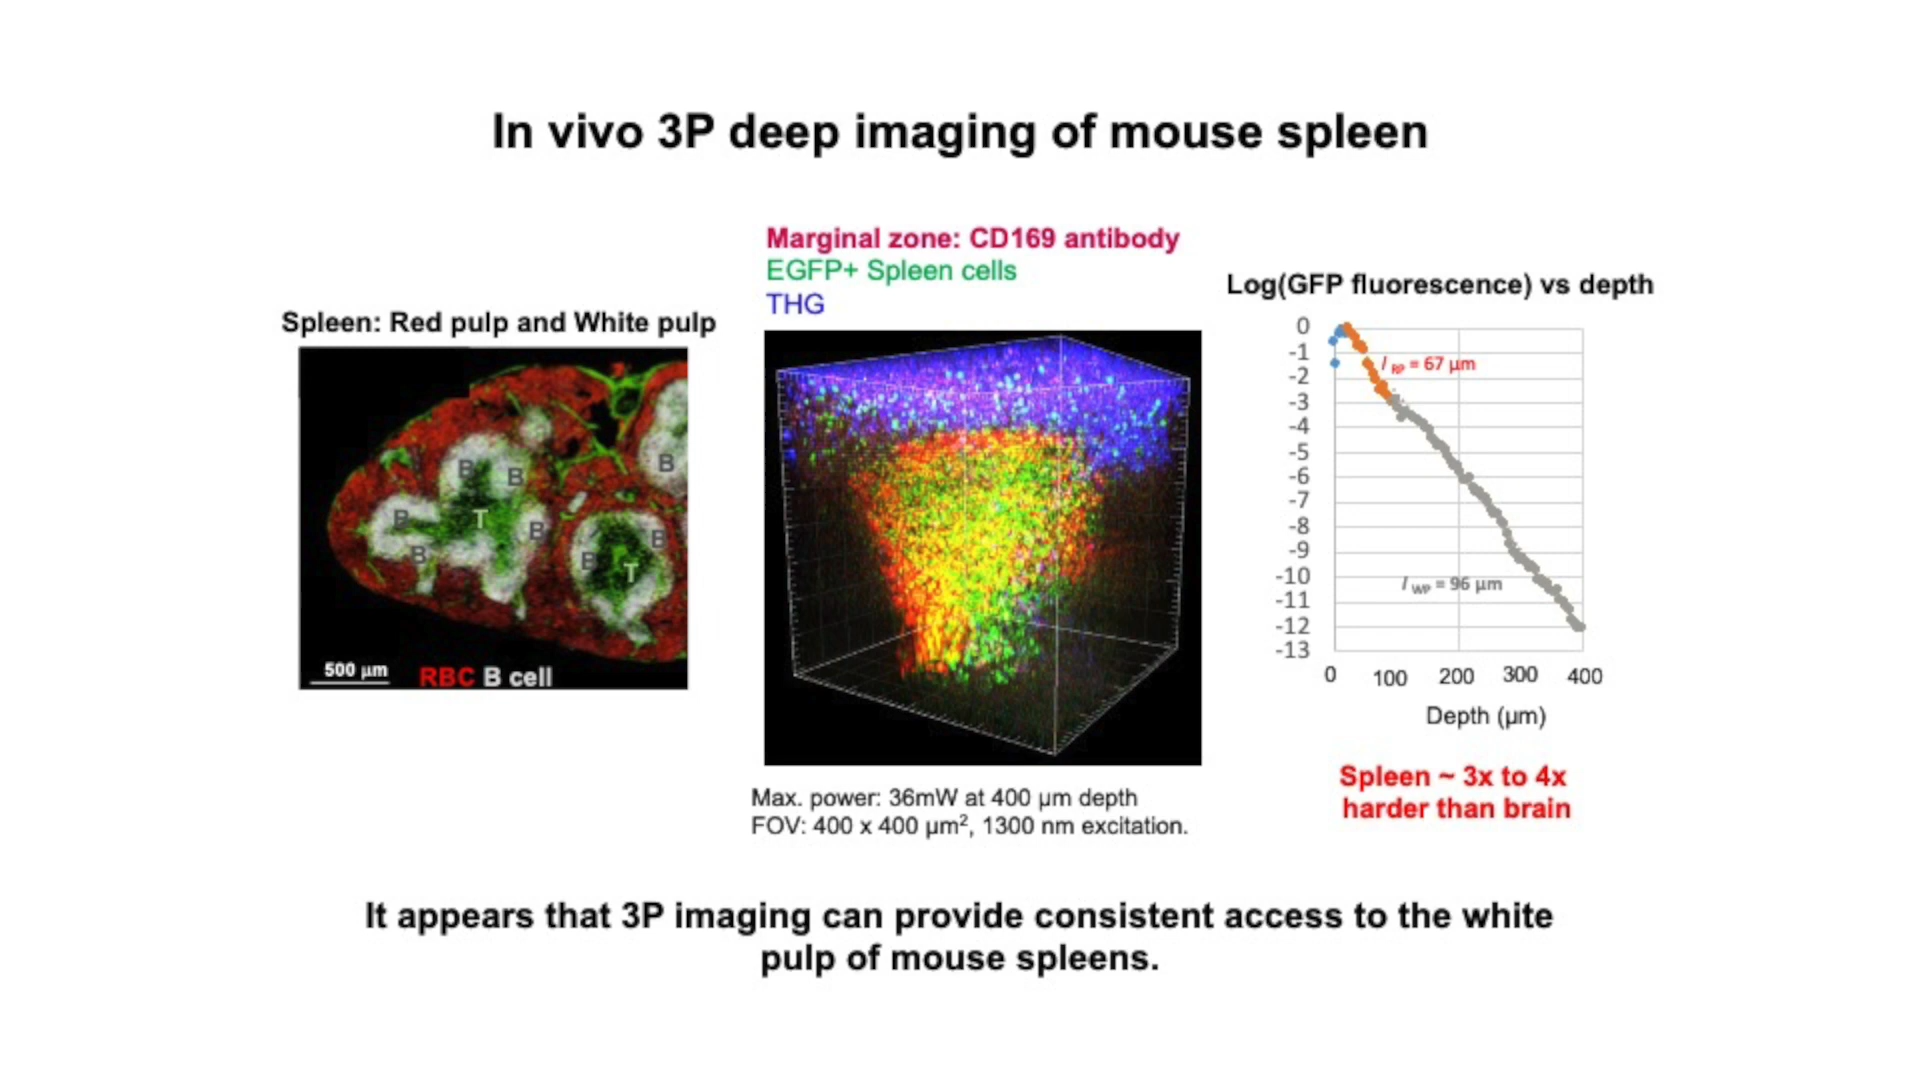 In vivo 3P deep imaging of mouse spleen
Spleen: Red pulp and White pulp
B
B
B
B
T
B
B
B
B
T
500 µm
RBC B cell
Marginal zone: CD169 antibody
EGFP+ Spleen cells
THG
Max. power: 36mW at 400 µm depth
FOV: 400 x 400 µm², 1300 nm excitation.
Log(GFP fluorescence) vs depth
0
-1
-2
-3
-4
-5
-6
-7
-8
-9
-10
-11
-12
-13
l RP = 67 µm
l WP = 96 µm
0 100 200 300 400
Depth (µm)
Spleen ~ 3x to 4x
harder than brain
It appears that 3P imaging can provide consistent access to the white
pulp of mouse spleens.